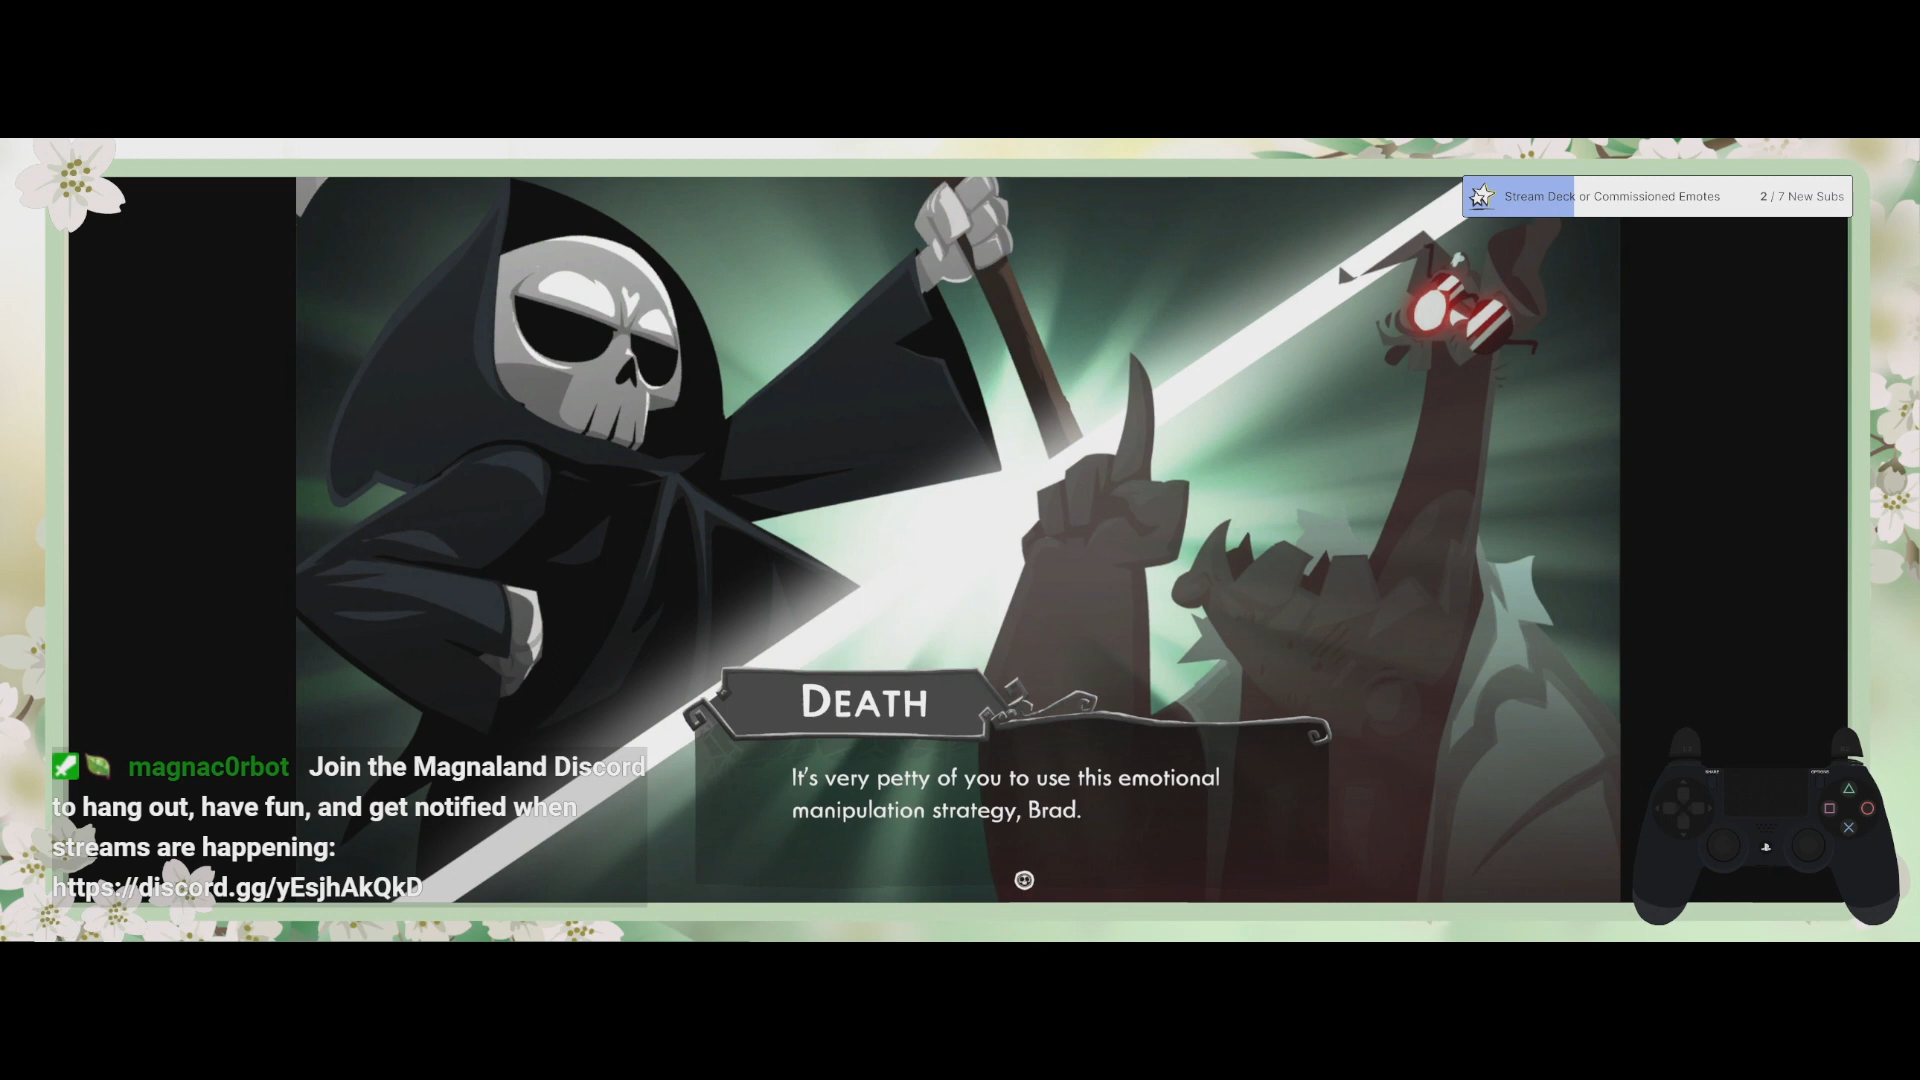 Stream Deck or Commissioned Emotes 2 / 7 New Subs
DEATH
It's very petty of you to use this emotional
manipulation strategy, Brad.
magnac0rbot Join the Magnaland Discord
to hang out, have fun, and get notified when
streams are happening:
https://discord.gg/yEsjhAkQkD
SHARE
OPTIONS